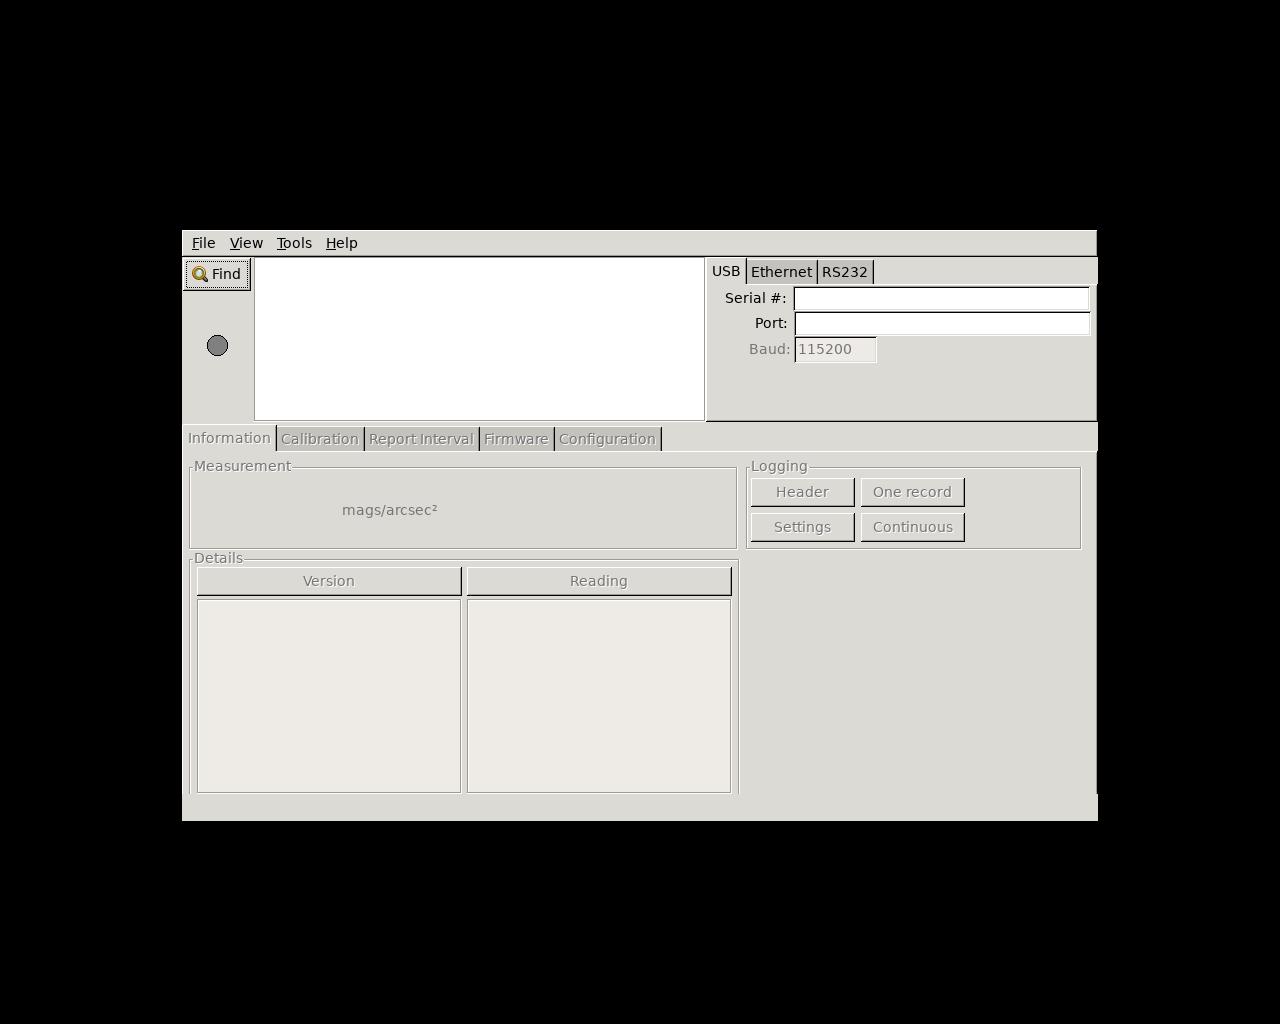 File View Tools Help
Find
USB Ethernet RS232
Serial #:
Port:
Baud: 115200
Information Calibration Report Interval Firmware Configuration
Measurement
mags/arcsec²
Logging
Header One record
Settings Continuous
Details
Version Reading